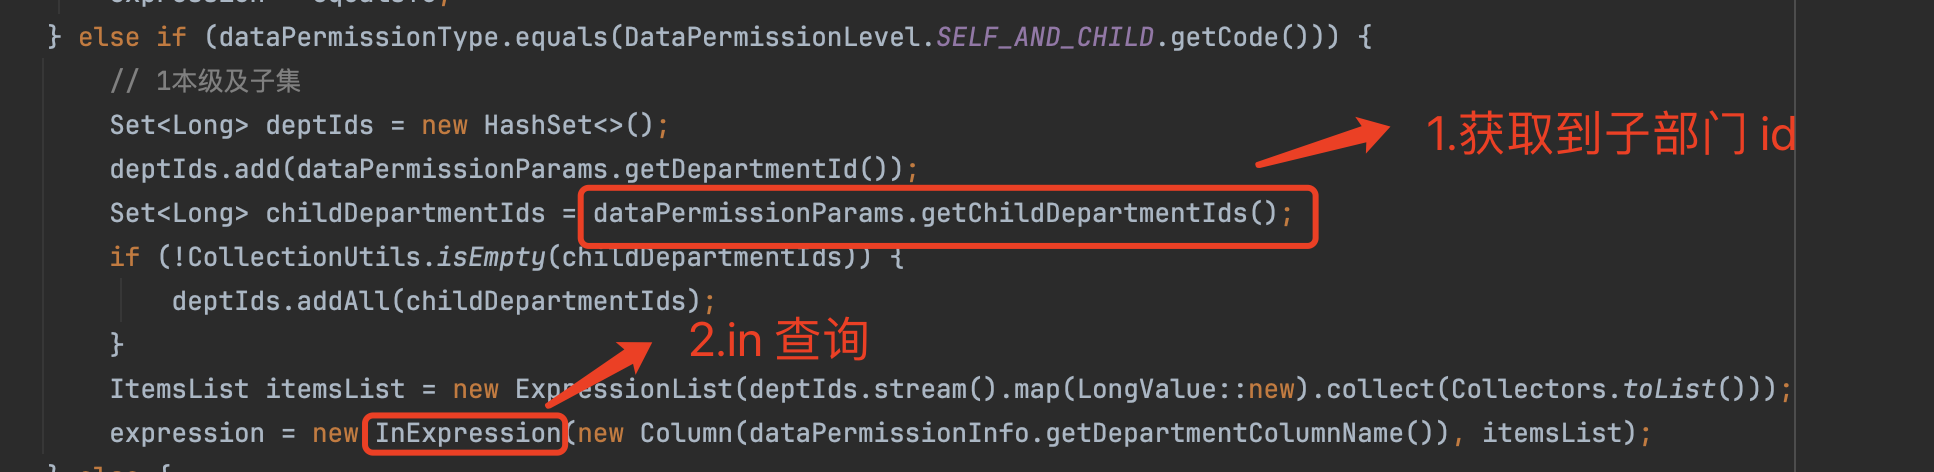 } else if (dataPermissionType.equals(DataPermissionLevel.SELF_AND_CHILD.getCode())) {
// 1本级及子集
Set<Long> deptIds = new HashSet<>();
1.获取到子部门 id
deptIds.add(dataPermissionParams.getDepartmentId());
Set<Long> childDepartmentIds = dataPermissionParams.getChildDepartmentIds();
if (!CollectionUtils.isEmpty(childDepartmentIds)) {
deptIds.addAll(childDepartmentIds);
}
2.in 查询
ItemsList itemsList = new ExpressionList(deptIds.stream().map(LongValue::new).collect(Collectors.toList()));
expression = new InExpression(new Column(dataPermissionInfo.getDepartmentColumnName()), itemsList);
} else {